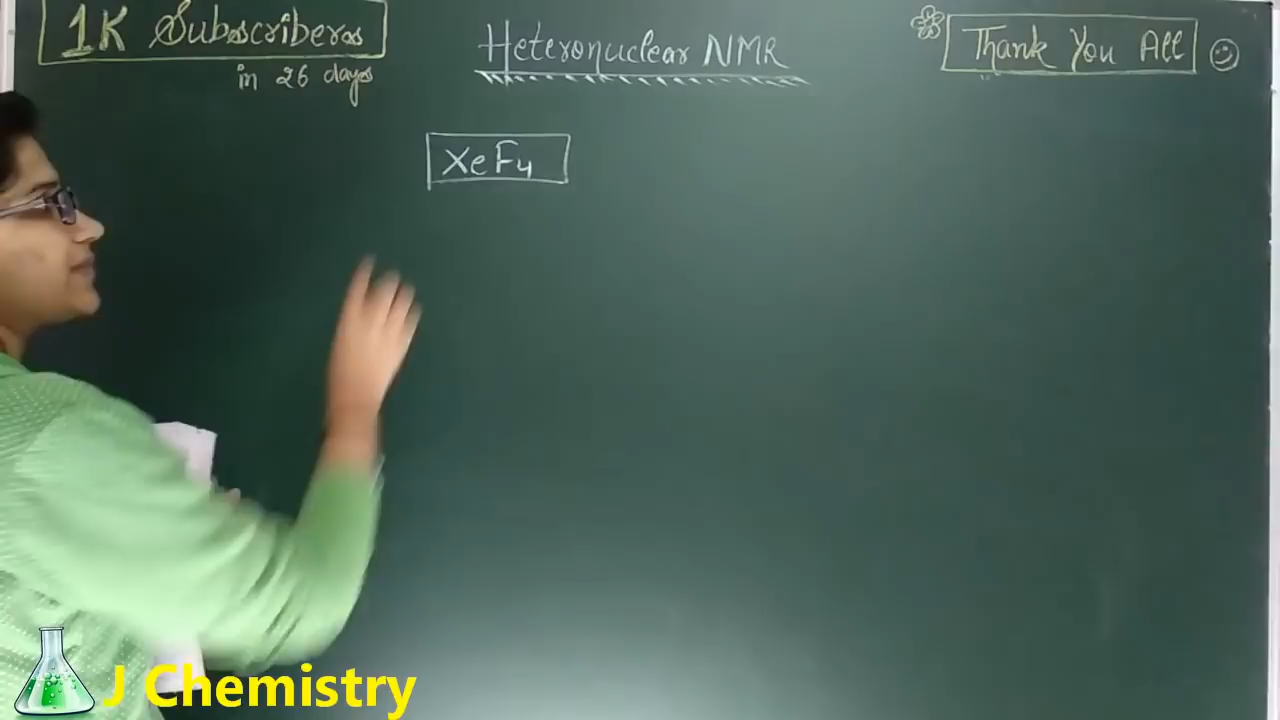 1K Subscribers
in 26 days
Heteronuclear NMR
Thank You All
XeF4
J Chemistry